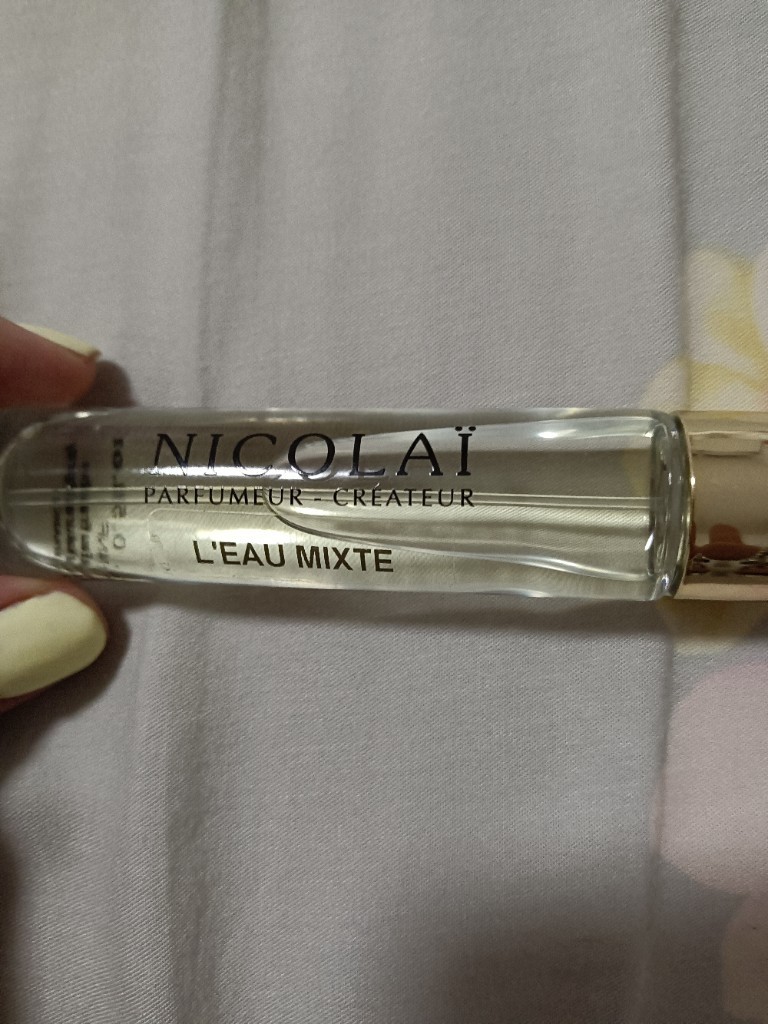 NICOLAÏ
PARFUMEUR - CRÉATEUR
L'EAU MIXTE